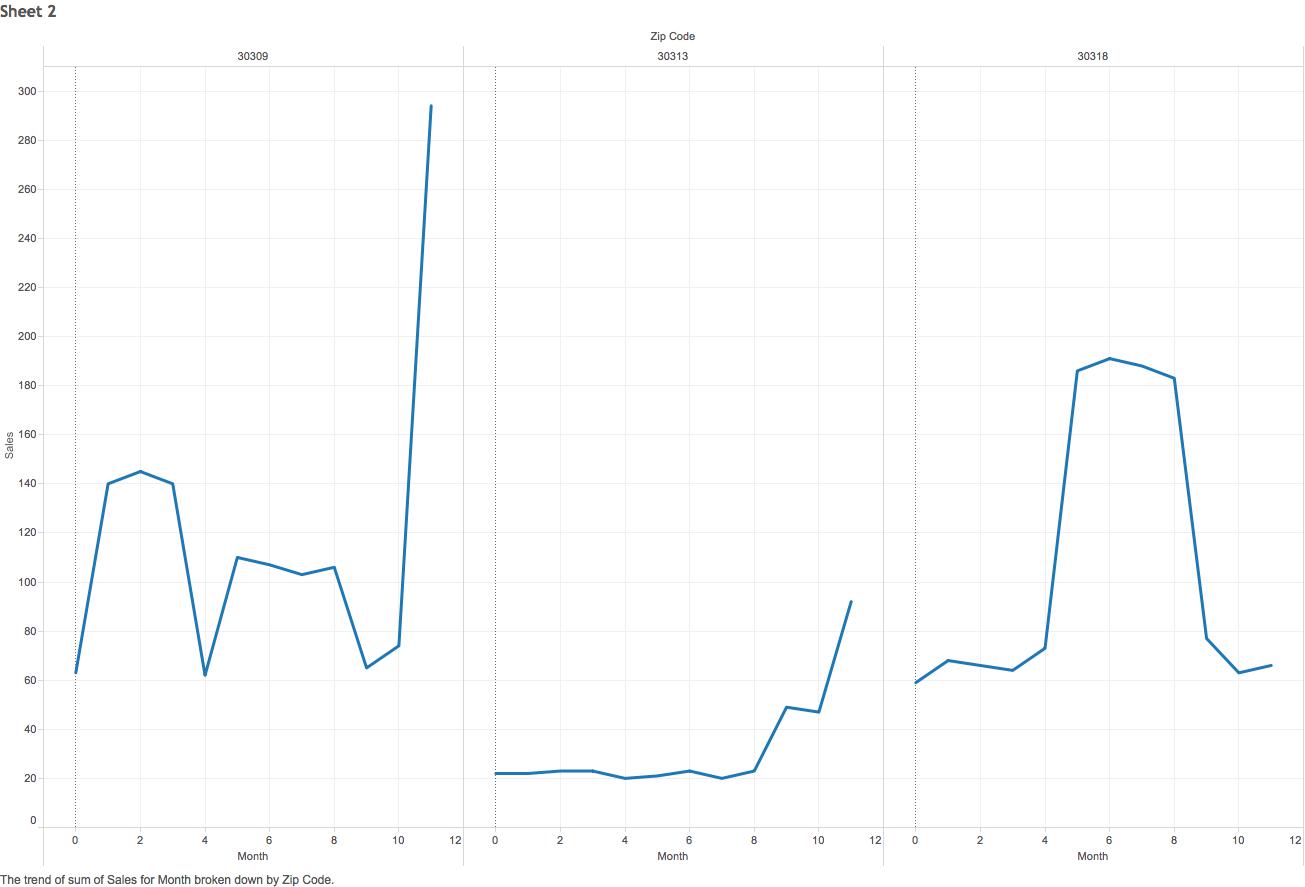 Sheet 2
Zip Code
30309 30313 30318
300
280
260
240
220
200
180
160
140
120
100
80
60
40
20
0
Sales
0 2 4 6 8 10 12 0 2 4 6 8 10 12 0 2 4 6 8 10 12
Month Month Month
The trend of sum of Sales for Month broken down by Zip Code.